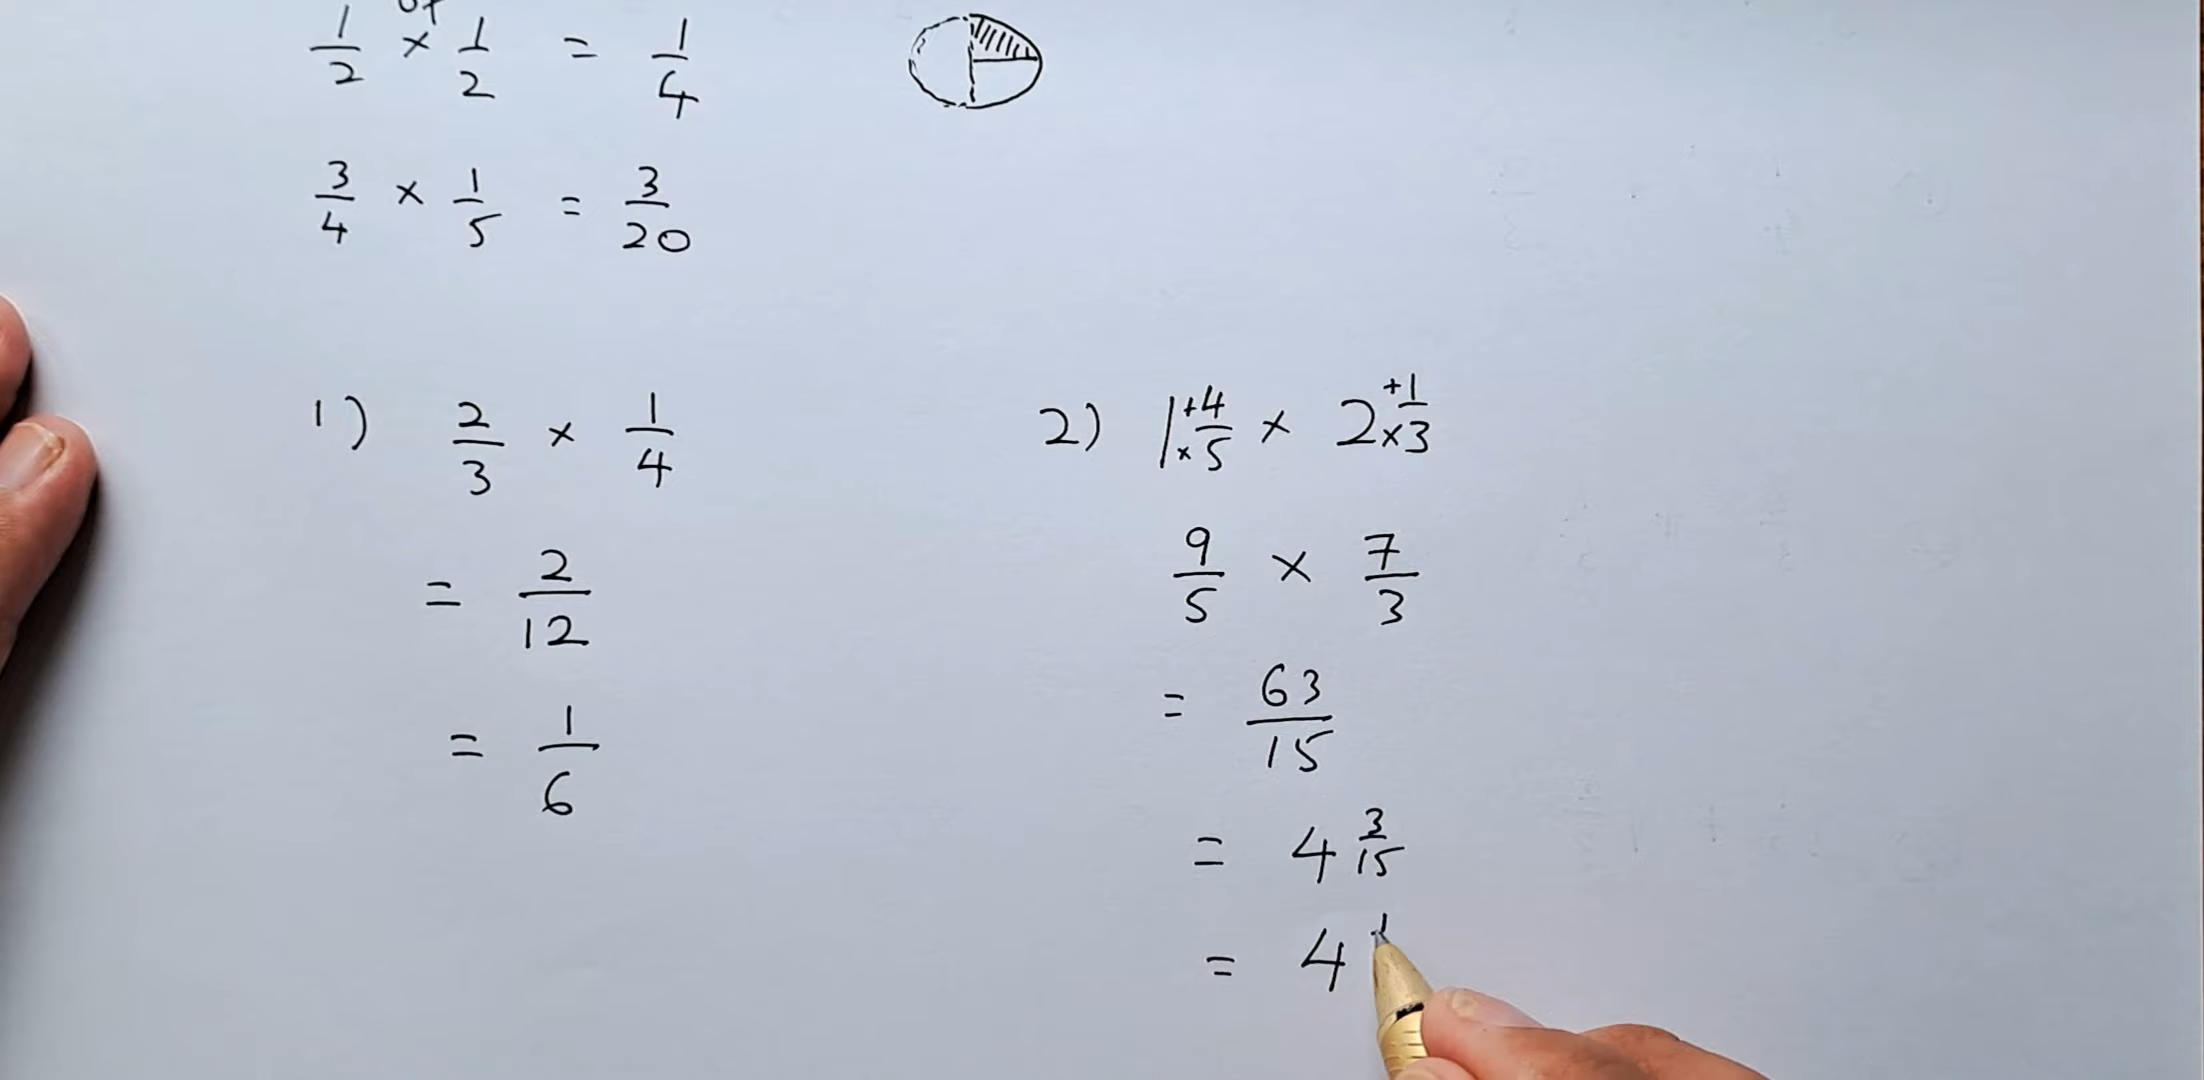 1/2 × 1/2 = 1/4
3/4 × 1/5 = 3/20
1) 2/3 × 1/4
= 2/12
= 1/6
2) 1 +4/×5 × 2 +1/×3
9/5 × 7/3
= 63/15
= 4 3/15
= 4 1